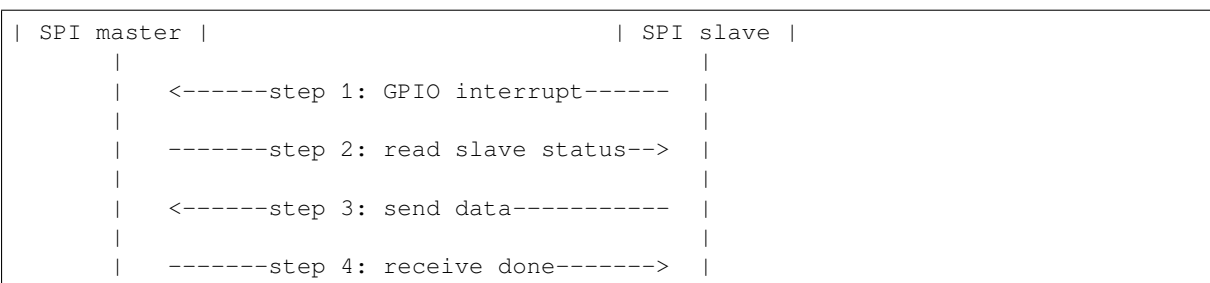 | SPI master |                                  | SPI slave |
       |                                                 |
       |   <------step 1: GPIO interrupt------  |
       |                                                 |
       |   -------step 2: read slave status-->  |
       |                                                 |
       |   <------step 3: send data-----------  |
       |                                                 |
       |   -------step 4: receive done------->  |